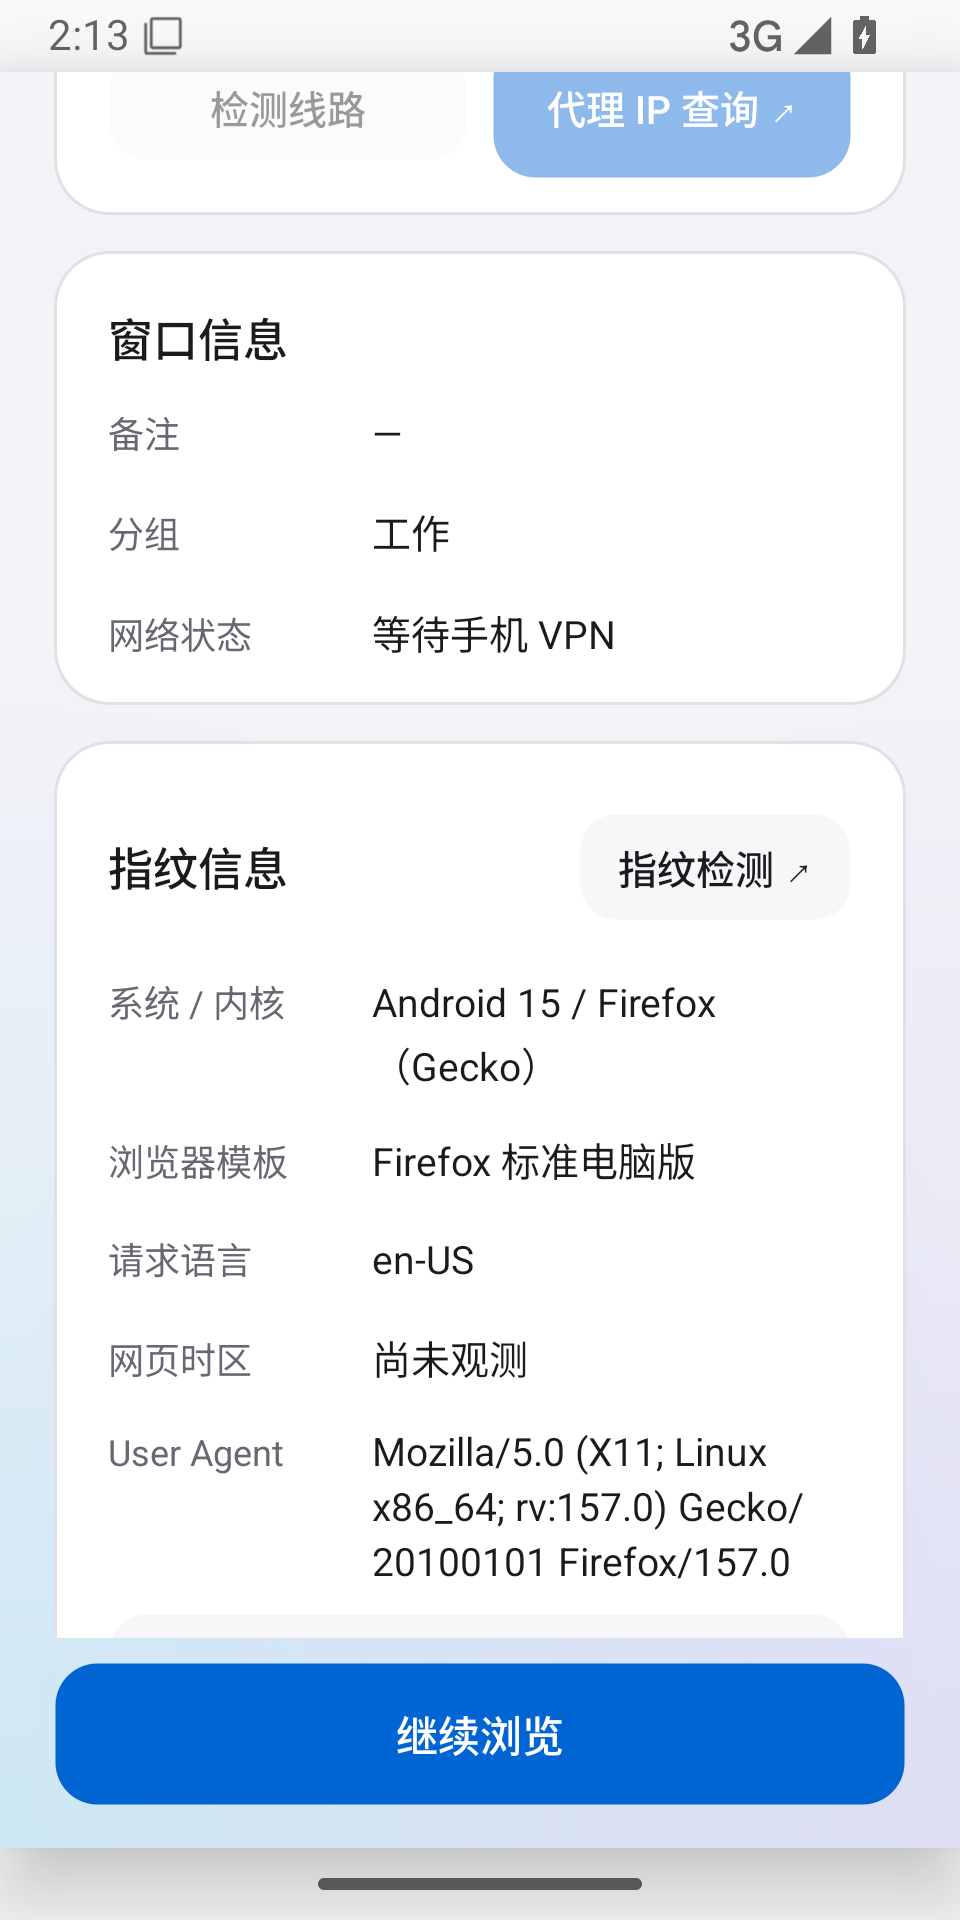 2:13
3G
检测线路
代理 IP 查询 ↗
窗口信息
备注
—
分组
工作
网络状态
等待手机 VPN
指纹信息
指纹检测 ↗
系统 / 内核
Android 15 / Firefox
（Gecko）
浏览器模板
Firefox 标准电脑版
请求语言
en-US
网页时区
尚未观测
User Agent
Mozilla/5.0 (X11; Linux
x86_64; rv:157.0) Gecko/
20100101 Firefox/157.0
继续浏览